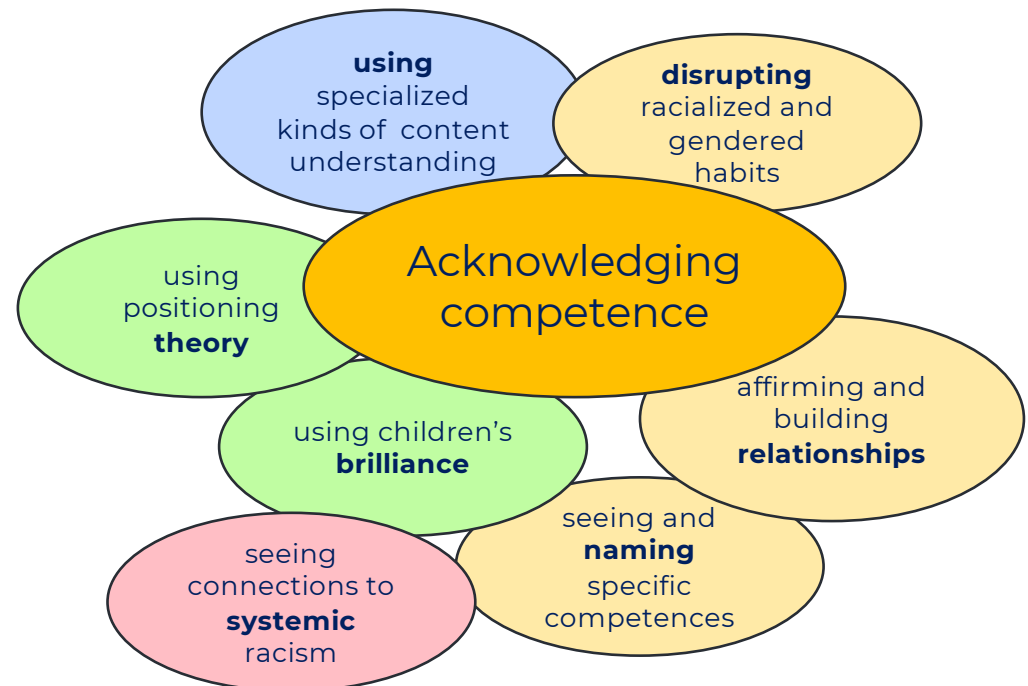 using
specialized
kinds of content
understanding
disrupting
racialized and
gendered
habits
Acknowledging
competence
using
positioning
theory
affirming and
building
relationships
using children’s
brilliance
seeing and
naming
specific
competences
seeing
connections to
systemic
racism